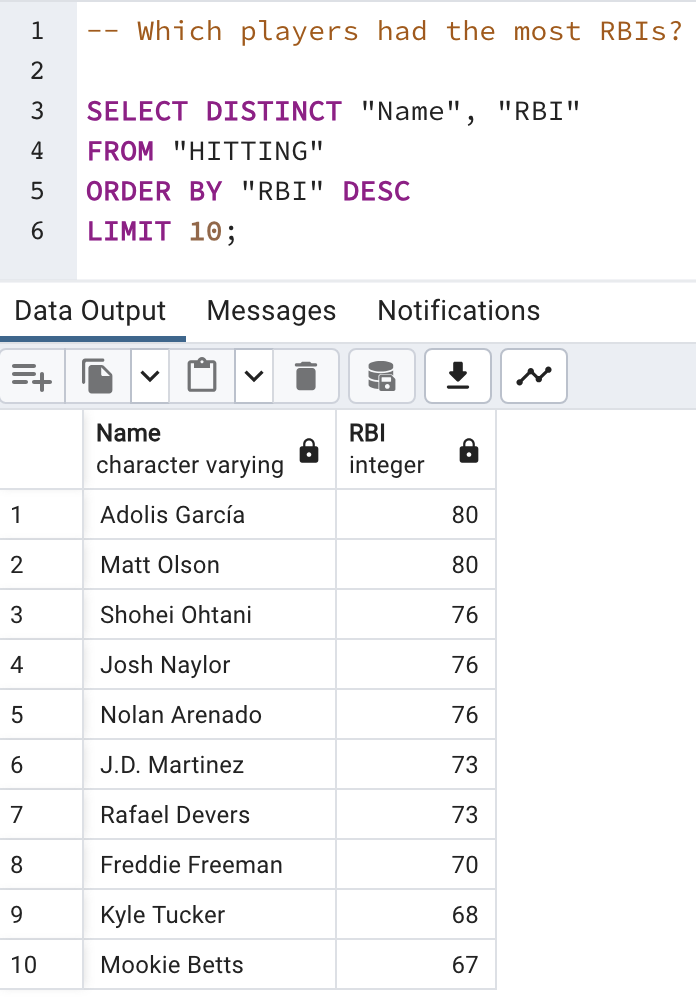 1 -- Which players had the most RBIs?
2
3 SELECT DISTINCT "Name", "RBI"
4 FROM "HITTING"
5 ORDER BY "RBI" DESC
6 LIMIT 10;
Data Output Messages Notifications
Name RBI
character varying integer
1 Adolis García 80
2 Matt Olson 80
3 Shohei Ohtani 76
4 Josh Naylor 76
5 Nolan Arenado 76
6 J.D. Martinez 73
7 Rafael Devers 73
8 Freddie Freeman 70
9 Kyle Tucker 68
10 Mookie Betts 67